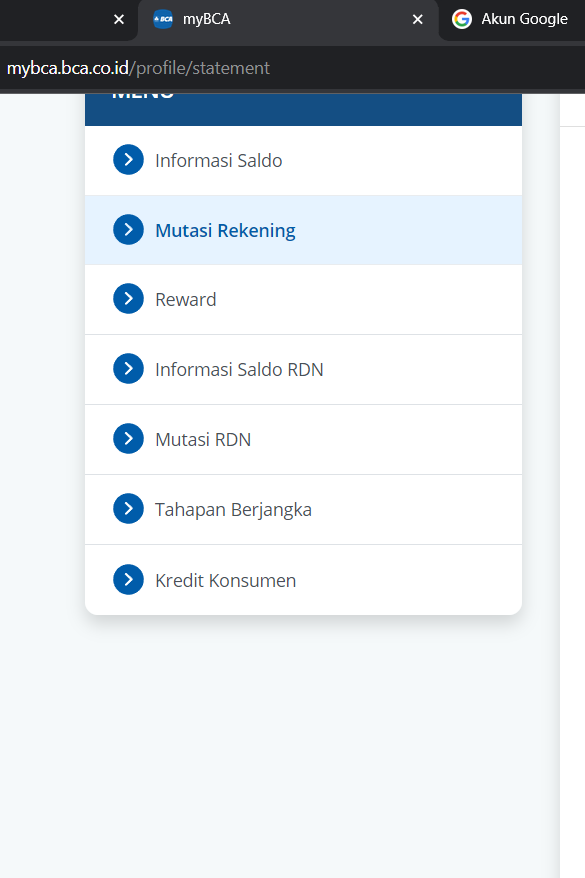 BCA myBCA
Akun Google
mybca.bca.co.id/profile/statement
MENU
Informasi Saldo
Mutasi Rekening
Reward
Informasi Saldo RDN
Mutasi RDN
Tahapan Berjangka
Kredit Konsumen